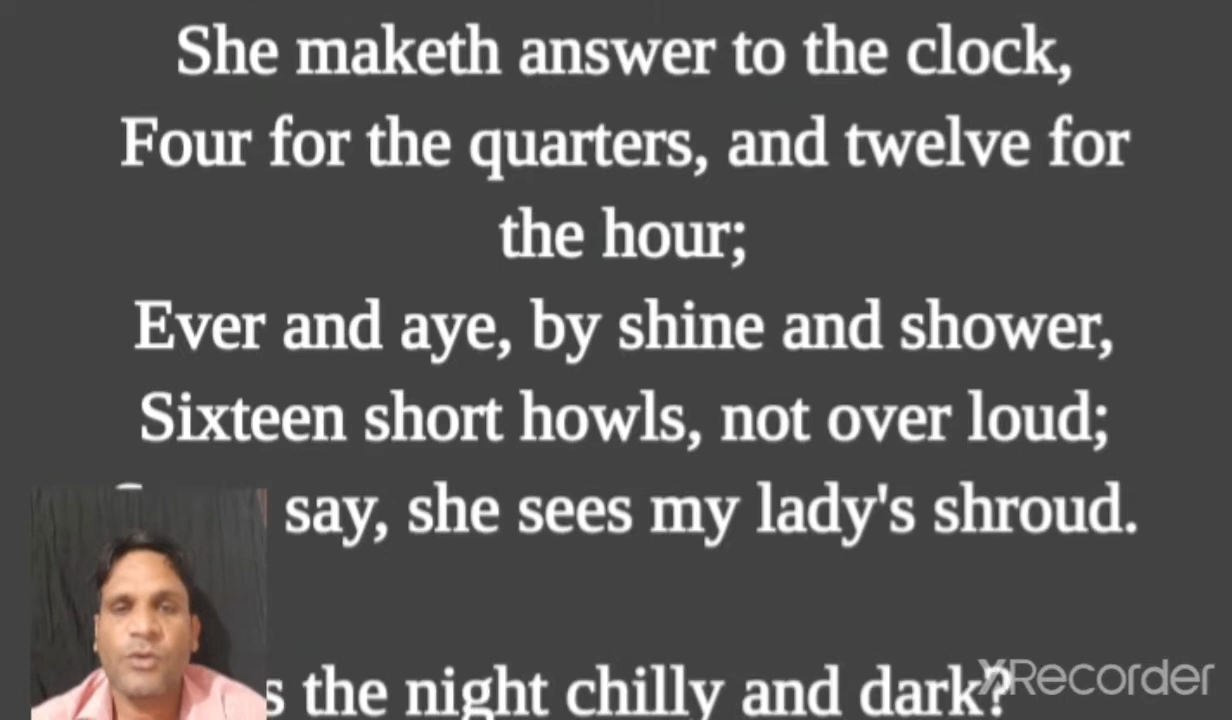 She maketh answer to the clock,
Four for the quarters, and twelve for
the hour;
Ever and aye, by shine and shower,
Sixteen short howls, not over loud;
say, she sees my lady's shroud.
the night chilly and dark?
XRecorder